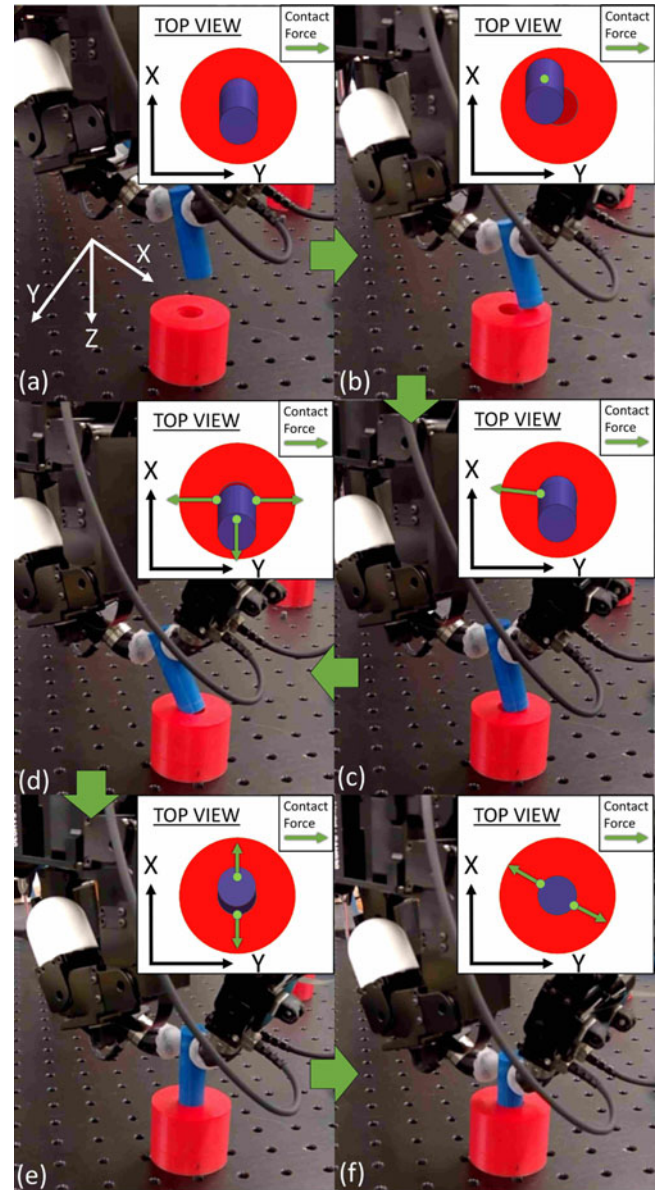 TOP VIEW
Contact
Force
X
Y
X
Y
Z
(a)
TOP VIEW
Contact
Force
X
Y
(b)
TOP VIEW
Contact
Force
X
Y
(d)
TOP VIEW
Contact
Force
X
Y
(c)
TOP VIEW
Contact
Force
X
Y
(e)
TOP VIEW
Contact
Force
X
Y
(f)